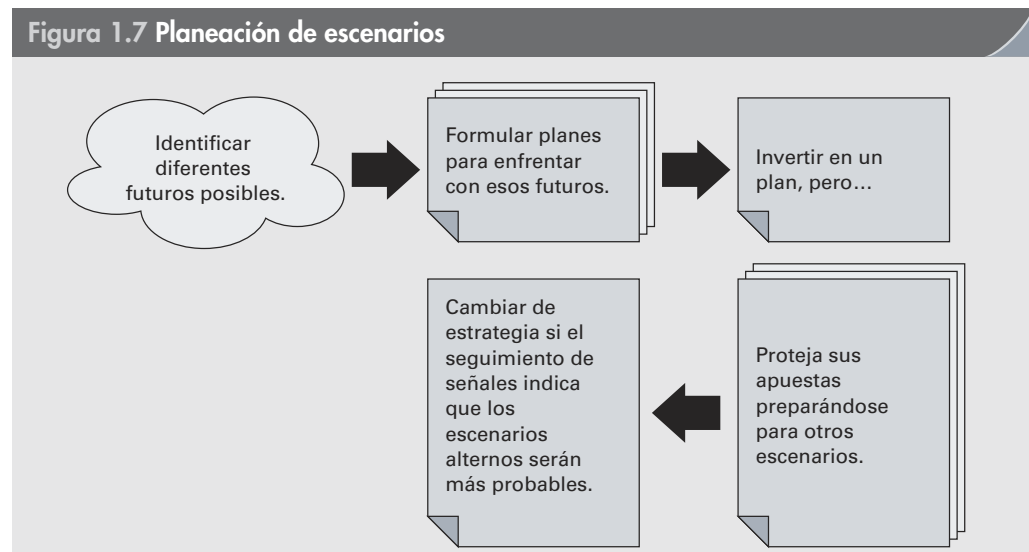 Figura 1.7 Planeación de escenarios
Identificar
diferentes
futuros posibles.
Formular planes
para enfrentar
con esos futuros.
Invertir en un
plan, pero...
Proteja sus
apuestas
preparándose
para otros
escenarios.
Cambiar de
estrategia si el
seguimiento de
señales indica
que los
escenarios
alternos serán
más probables.